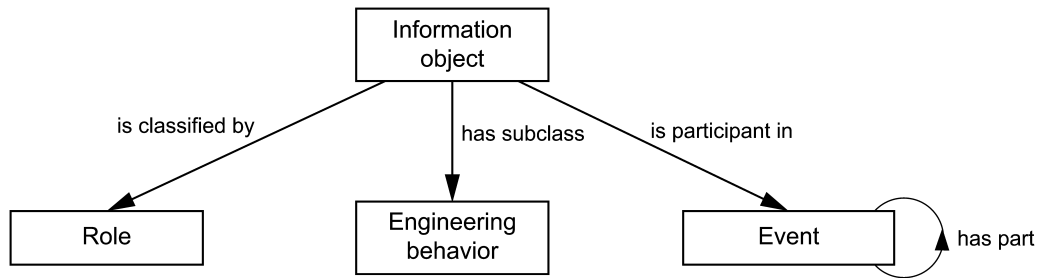 Information
object
is classified by
has subclass
is participant in
Role
Engineering
behavior
Event
has part